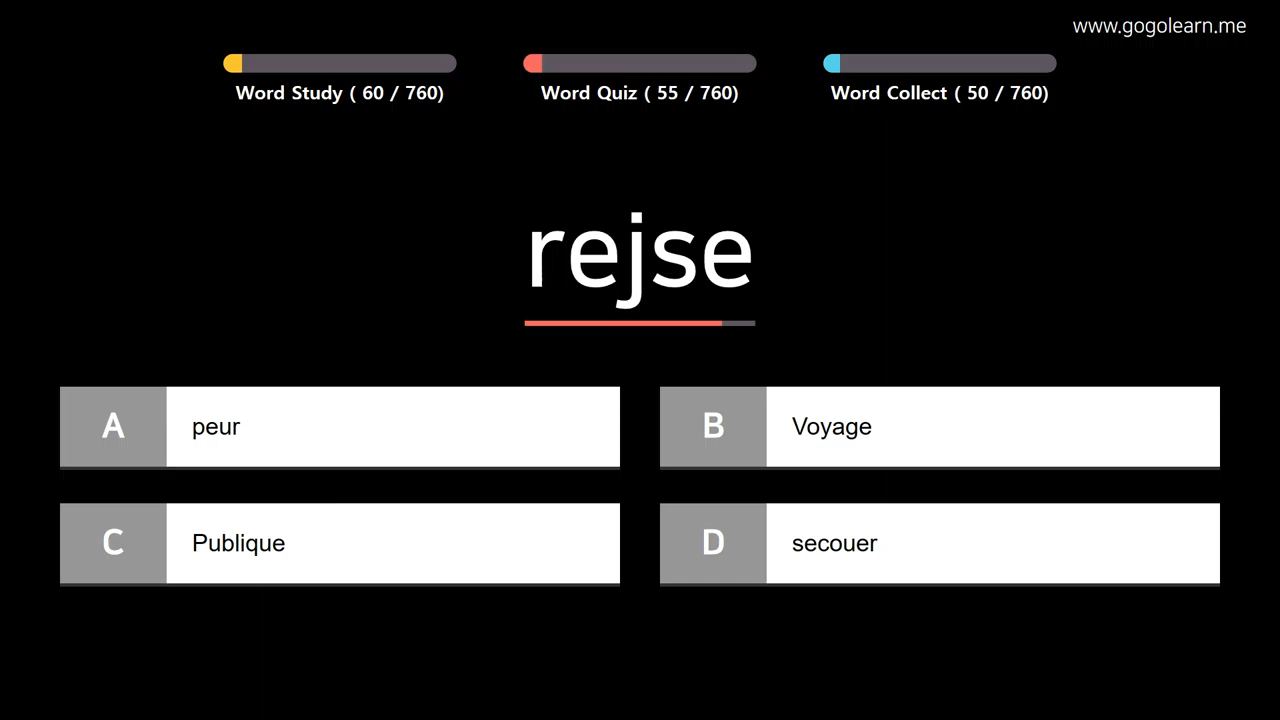 www.gogolearn.me
Word Study ( 60 / 760)
Word Quiz ( 55 / 760)
Word Collect ( 50 / 760)
rejse
A peur
B Voyage
C Publique
D secouer